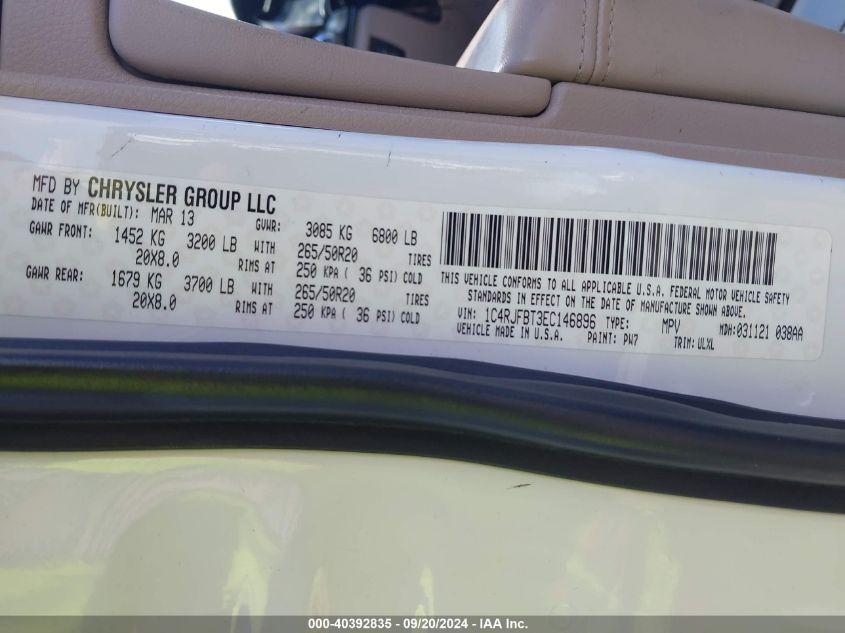 MFD BY CHRYSLER GROUP LLC
DATE OF MFR(BUILT): MAR 13 GVWR: 3085 KG 6800 LB
GAWR FRONT: 1452 KG 3200 LB WITH 265/50R20 TIRES
20X8.0 RIMS AT 250 KPA ( 36 PSI) COLD
GAWR REAR: 1679 KG 3700 LB WITH 265/50R20 TIRES
20X8.0 RIMS AT 250 KPA ( 36 PSI) COLD
THIS VEHICLE CONFORMS TO ALL APPLICABLE U.S.A. FEDERAL MOTOR VEHICLE SAFETY
STANDARDS IN EFFECT ON THE DATE OF MANUFACTURE SHOWN ABOVE.
VIN: 1C4RJFBT3EC146896 TYPE: MPV MDH:031121 038AA
VEHICLE MADE IN U.S.A. PAINT: PW7 TRIM: ULXL
000-40392835 - 09/20/2024 - IAA Inc.